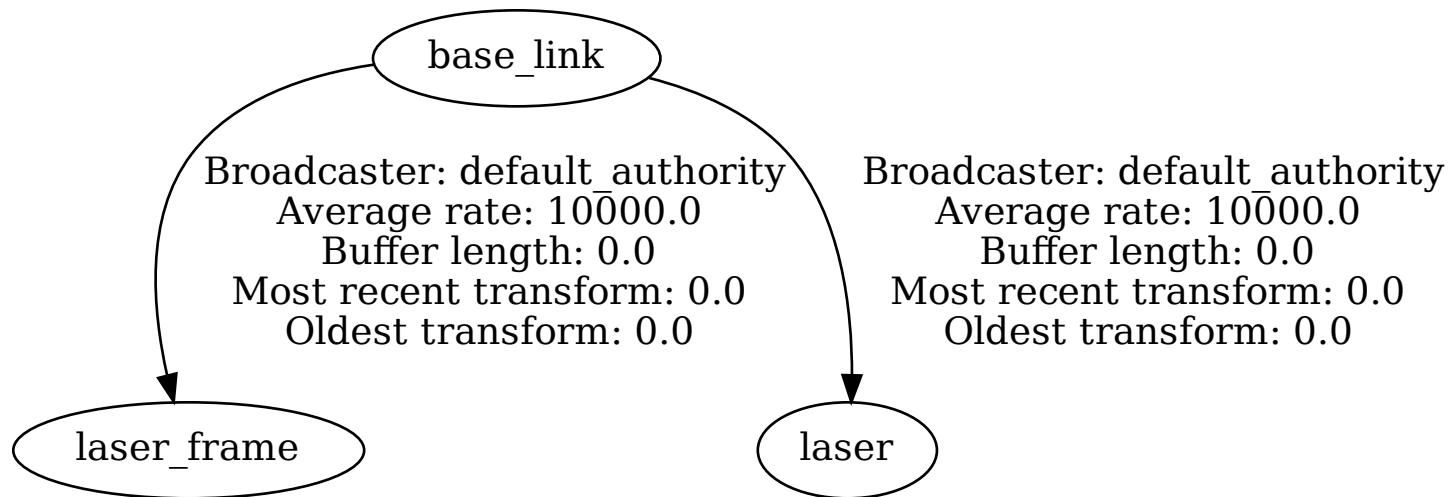 base_link
Broadcaster: default_authority
Average rate: 10000.0
Buffer length: 0.0
Most recent transform: 0.0
Oldest transform: 0.0
Broadcaster: default_authority
Average rate: 10000.0
Buffer length: 0.0
Most recent transform: 0.0
Oldest transform: 0.0
laser_frame
laser